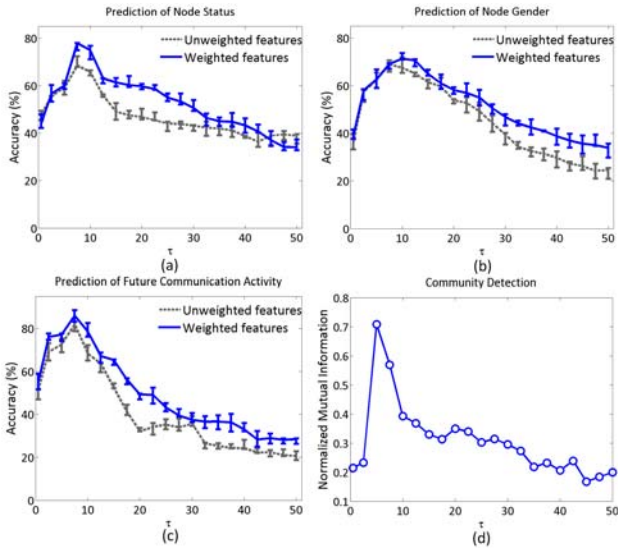 Prediction of Node Status
Unweighted features
Weighted features
Accuracy (%)
80
60
40
20
0
0 10 20 30 40 50
τ
(a)
Prediction of Node Gender
Unweighted features
Weighted features
Accuracy (%)
80
60
40
20
0
0 10 20 30 40 50
τ
(b)
Prediction of Future Communication Activity
Unweighted features
Weighted features
Accuracy (%)
80
60
40
20
0
0 10 20 30 40 50
τ
(c)
Community Detection
Normalized Mutual Information
0.8
0.7
0.6
0.5
0.4
0.3
0.2
0.1
0 10 20 30 40 50
τ
(d)